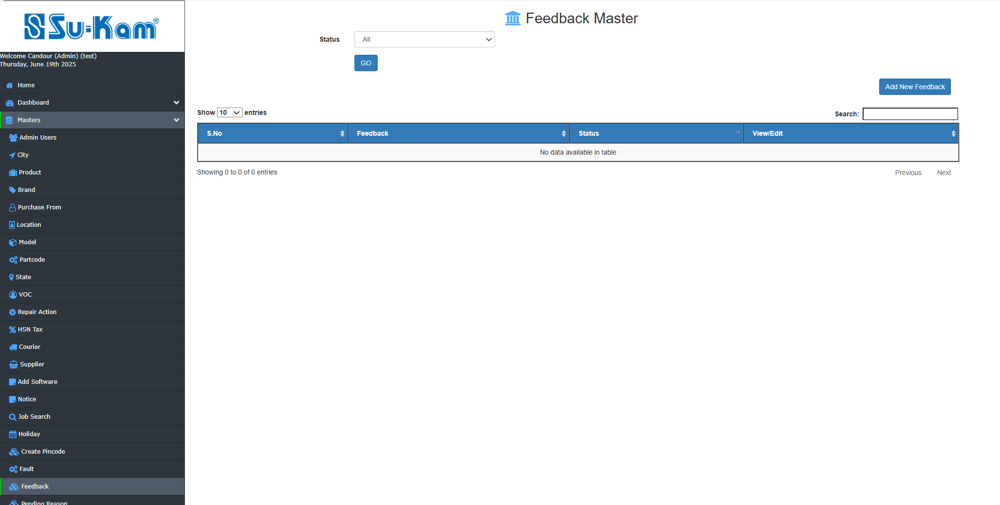 Su-Kam®
Welcome Candour (Admin) (test)
Thursday, June 19th 2025
Home
Dashboard
Masters
Admin Users
City
Product
Brand
Purchase From
Location
Model
Partcode
State
VOC
Repair Action
HSN Tax
Courier
Supplier
Add Software
Notice
Job Search
Holiday
Create Pincode
Fault
Feedback
Pending Reason
Feedback Master
Status All
GO
Add New Feedback
Show 10 entries Search:
S.No Feedback Status View/Edit
No data available in table
Showing 0 to 0 of 0 entries Previous Next